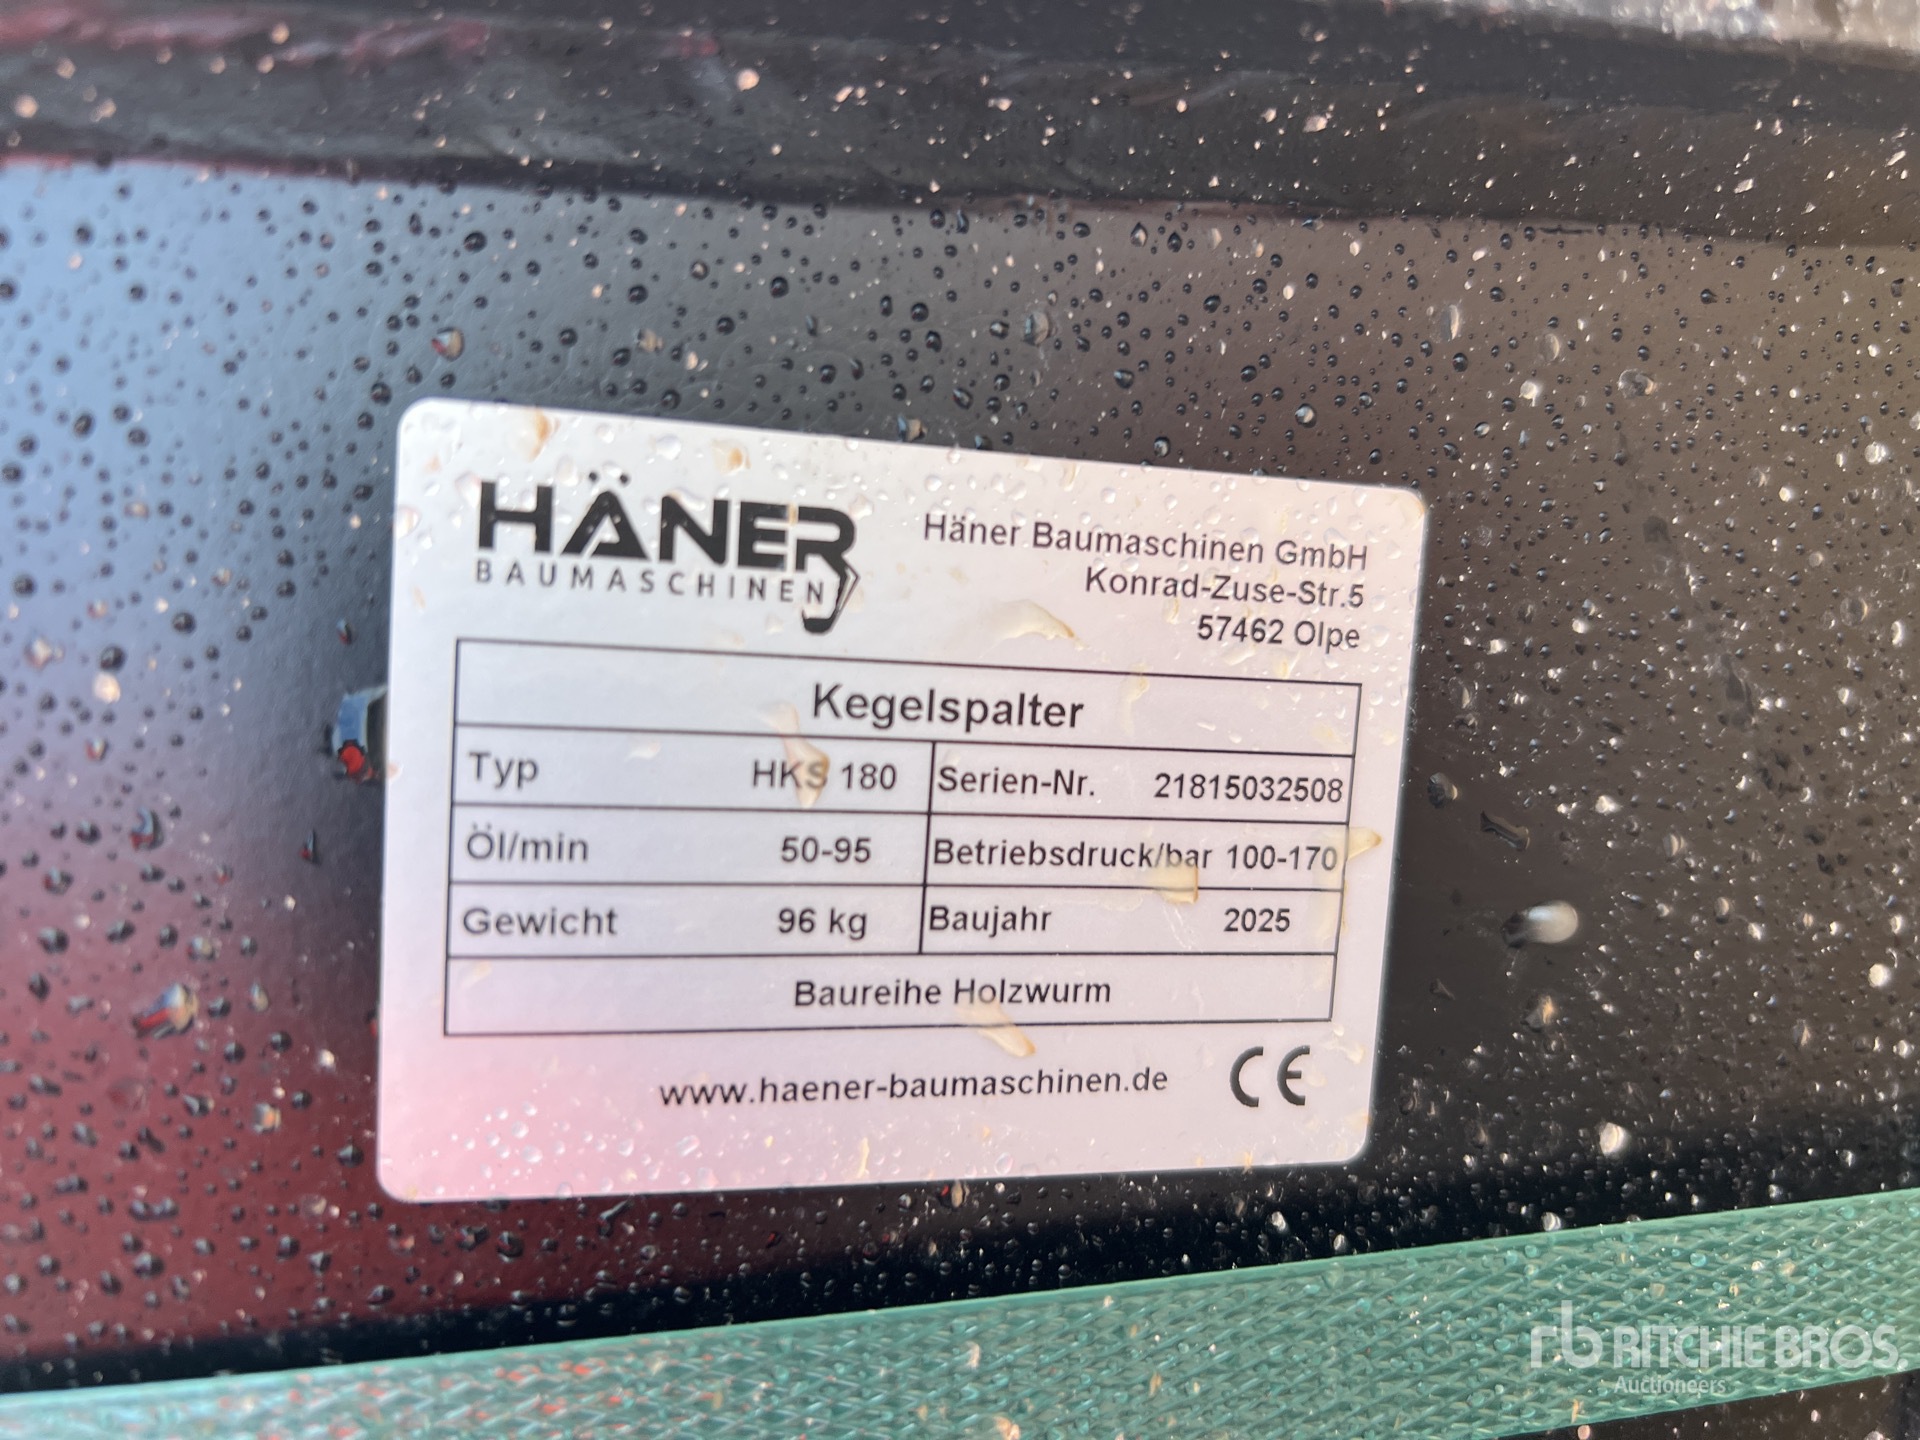 HÄNER
BAUMASCHINEN
Häner Baumaschinen GmbH
Konrad-Zuse-Str.5
57462 Olpe
Kegelspalter
Typ HKS 180 Serien-Nr. 21815032508
Öl/min 50-95 Betriebsdruck/bar 100-170
Gewicht 96 kg Baujahr 2025
Baureihe Holzwurm
www.haener-baumaschinen.de CE
rb RITCHIE BROS.
Auctioneers